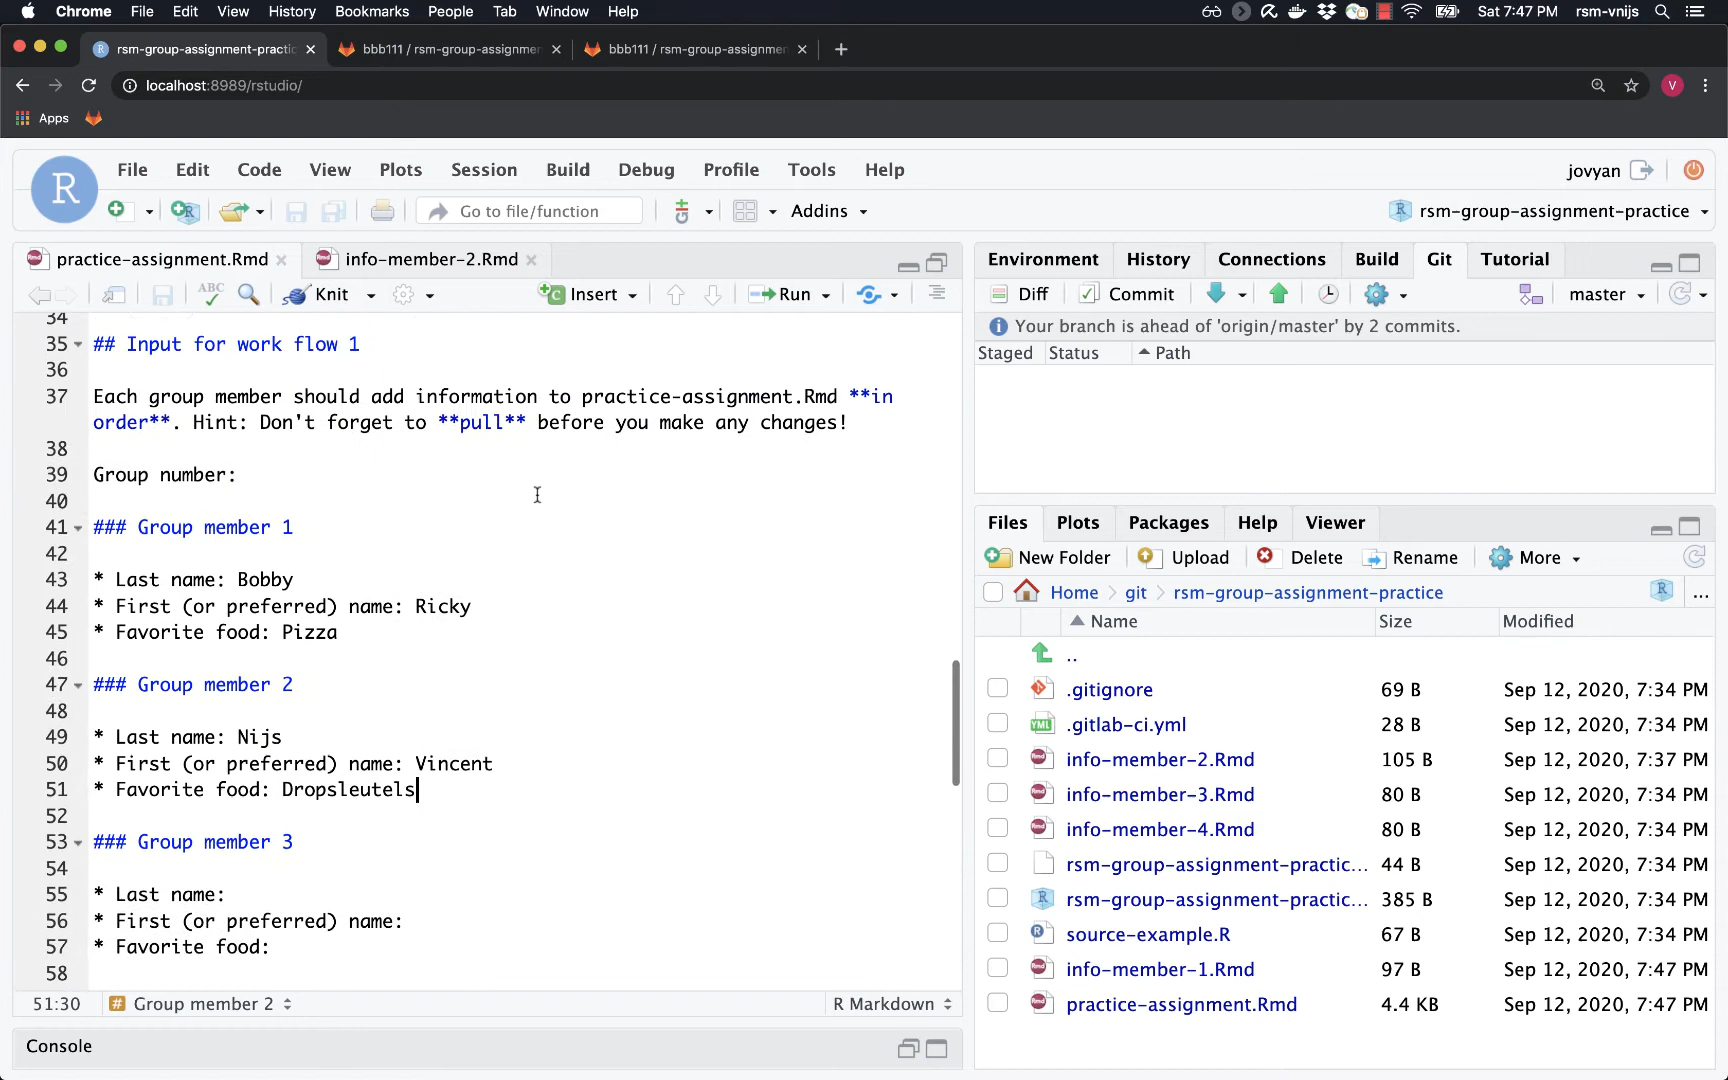 Chrome File Edit View History Bookmarks People Tab Window Help Sat 7:47 PM rsm-vnijs
rsm-group-assignment-practic bbb111 / rsm-group-assignmen bbb111 / rsm-group-assignme
localhost:8989/rstudio/ V
Apps
R File Edit Code View Plots Session Build Debug Profile Tools Help jovyan
Go to file/function Addins rsm-group-assignment-practice
practice-assignment.Rmd info-member-2.Rmd
ABC Knit Insert Run
34
35 ## Input for work flow 1
36
37 Each group member should add information to practice-assignment.Rmd **in
order**. Hint: Don't forget to **pull** before you make any changes!
38
39 Group number:
40
41 ### Group member 1
42
43 * Last name: Bobby
44 * First (or preferred) name: Ricky
45 * Favorite food: Pizza
46
47 ### Group member 2
48
49 * Last name: Nijs
50 * First (or preferred) name: Vincent
51 * Favorite food: Dropsleutels
52
53 ### Group member 3
54
55 * Last name:
56 * First (or preferred) name:
57 * Favorite food:
58
51:30 # Group member 2 R Markdown
Console
Environment History Connections Build Git Tutorial
Diff Commit master
Your branch is ahead of 'origin/master' by 2 commits.
Staged Status Path
Files Plots Packages Help Viewer
New Folder Upload Delete Rename More
Home > git > rsm-group-assignment-practice ...
Name Size Modified
..
.gitignore 69 B Sep 12, 2020, 7:34 PM
YML .gitlab-ci.yml 28 B Sep 12, 2020, 7:34 PM
Rmd info-member-2.Rmd 105 B Sep 12, 2020, 7:37 PM
Rmd info-member-3.Rmd 80 B Sep 12, 2020, 7:34 PM
Rmd info-member-4.Rmd 80 B Sep 12, 2020, 7:34 PM
rsm-group-assignment-practic... 44 B Sep 12, 2020, 7:34 PM
rsm-group-assignment-practic... 385 B Sep 12, 2020, 7:34 PM
R source-example.R 67 B Sep 12, 2020, 7:34 PM
Rmd info-member-1.Rmd 97 B Sep 12, 2020, 7:47 PM
Rmd practice-assignment.Rmd 4.4 KB Sep 12, 2020, 7:47 PM